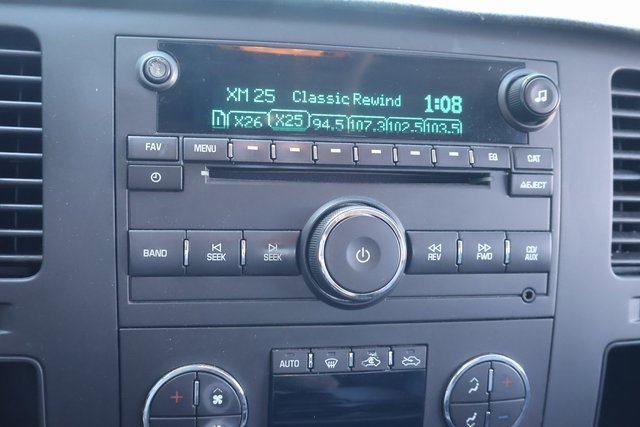 XM 25 Classic Rewind 1:08
1 X26 X25 94.5 107.3 102.5 103.5
FAV MENU EQ CAT
EJECT
BAND SEEK SEEK REV FWD CD/AUX
AUTO